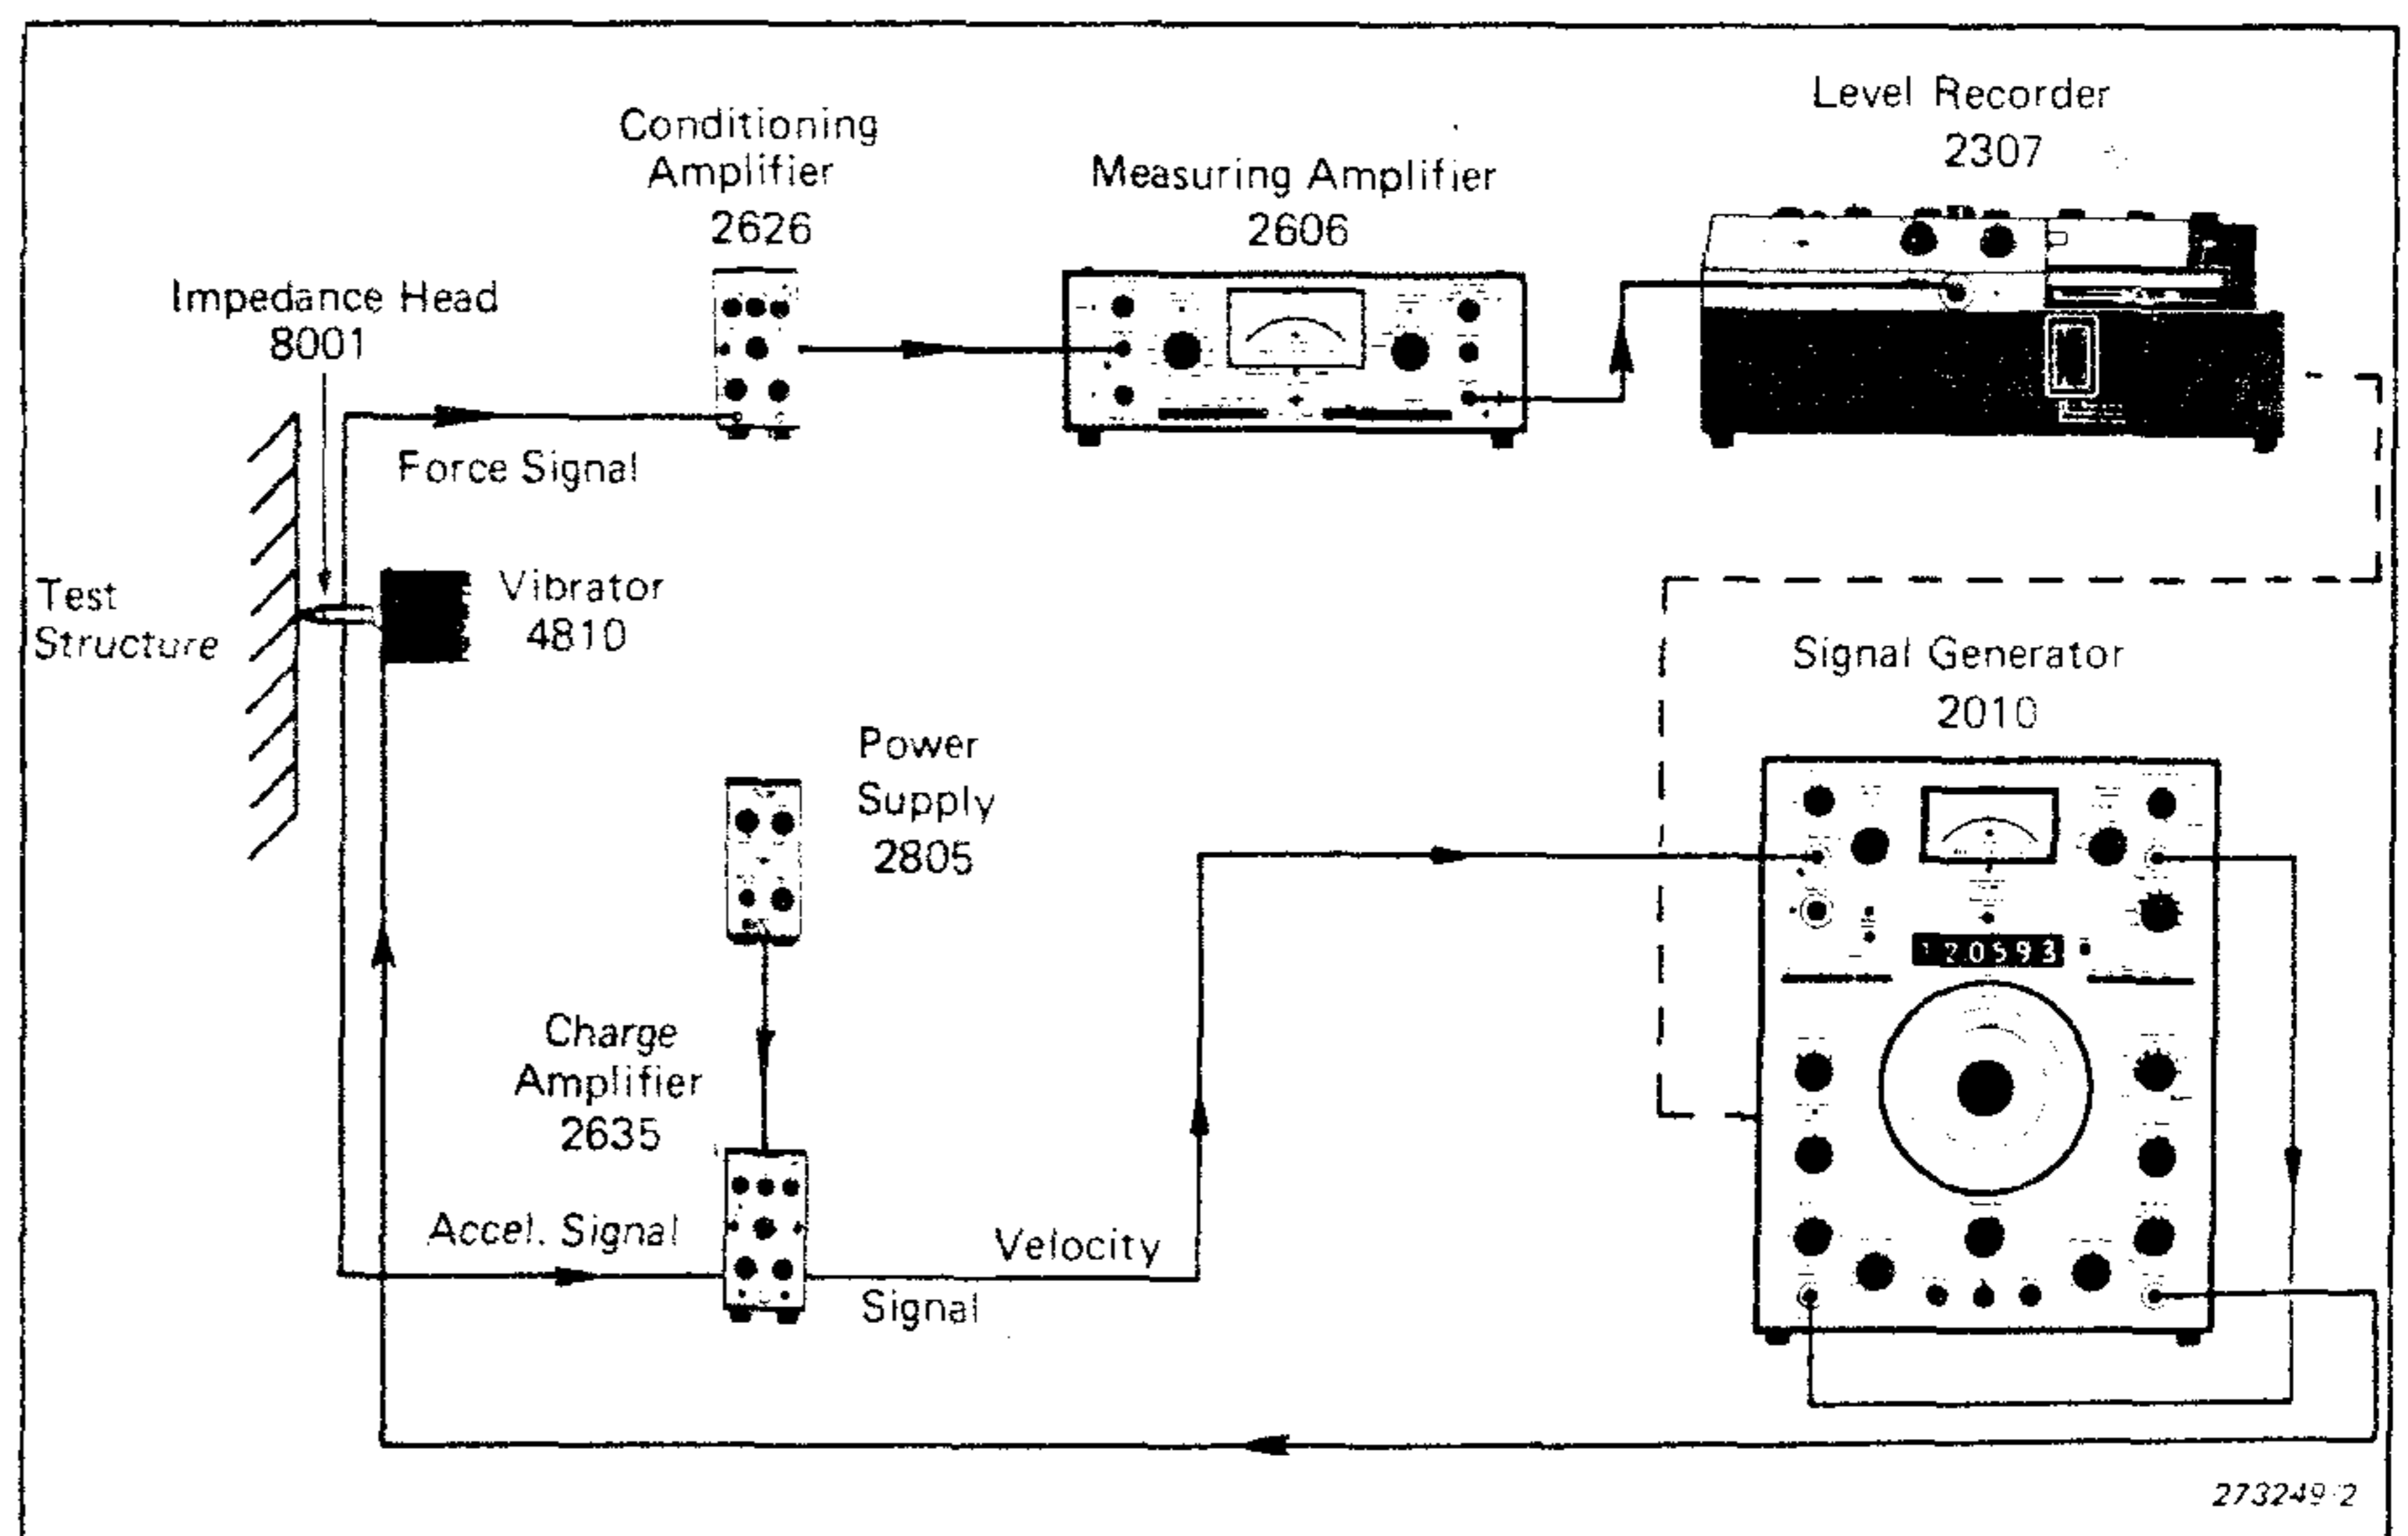 Level Recorder
2307
Conditioning
Amplifier
2626
Measuring Amplifier
2606
Impedance Head
8001
Force Signal
Test
Structure
Vibrator
4810
Signal Generator
2010
Power
Supply
2805
120593
Charge
Amplifier
2635
Accel. Signal
Velocity
Signal
273249/2